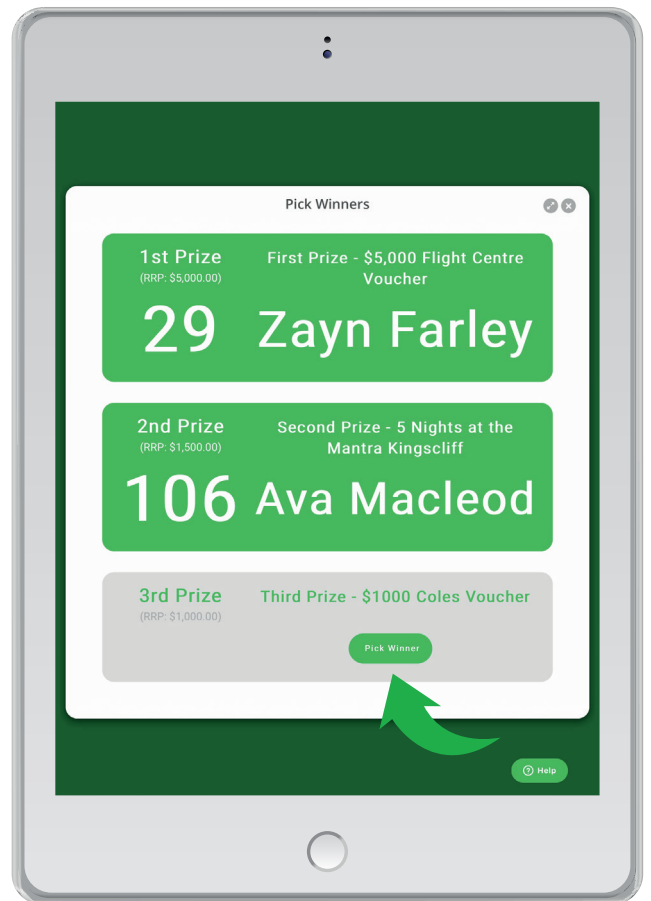 Pick Winners
1st Prize
(RRP: $5,000.00)
First Prize - $5,000 Flight Centre
Voucher
29
Zayn Farley
2nd Prize
(RRP: $1,500.00)
Second Prize - 5 Nights at the
Mantra Kingscliff
106
Ava Macleod
3rd Prize
(RRP: $1,000.00)
Third Prize - $1000 Coles Voucher
Pick Winner
? Help